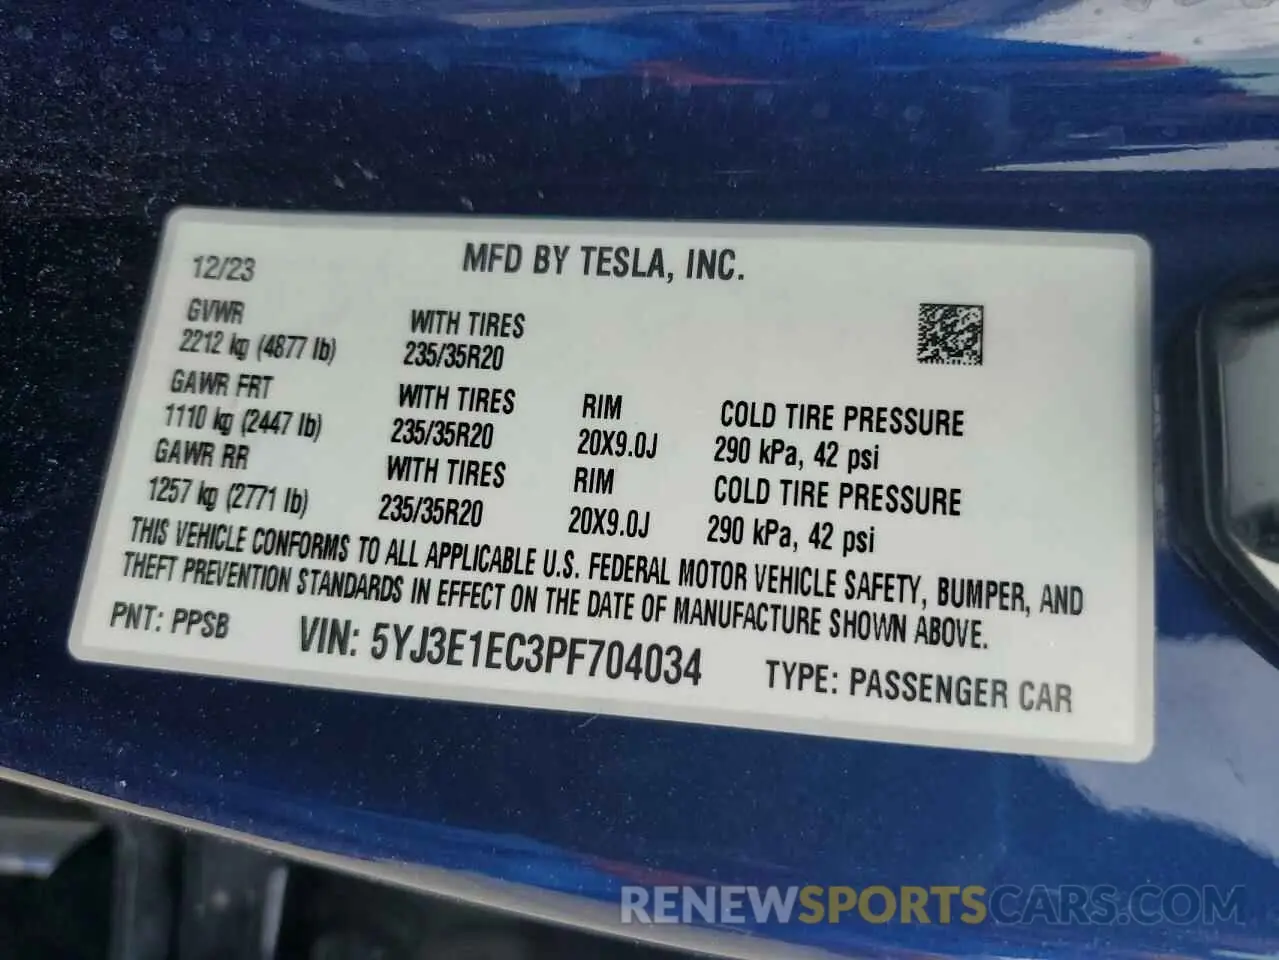 MFD BY TESLA, INC.
12/23
GVWR
2212 kg (4877 lb)
WITH TIRES
235/35R20
GAWR FRT
1110 kg (2447 lb)
WITH TIRES
235/35R20
RIM
20X9.0J
COLD TIRE PRESSURE
290 kPa, 42 psi
GAWR RR
1257 kg (2771 lb)
WITH TIRES
235/35R20
RIM
20X9.0J
COLD TIRE PRESSURE
290 kPa, 42 psi
THIS VEHICLE CONFORMS TO ALL APPLICABLE U.S. FEDERAL MOTOR VEHICLE SAFETY, BUMPER, AND
THEFT PREVENTION STANDARDS IN EFFECT ON THE DATE OF MANUFACTURE SHOWN ABOVE.
PNT: PPSB VIN: 5YJ3E1EC3PF704034 TYPE: PASSENGER CAR
RENEWSPORTSCARS.COM